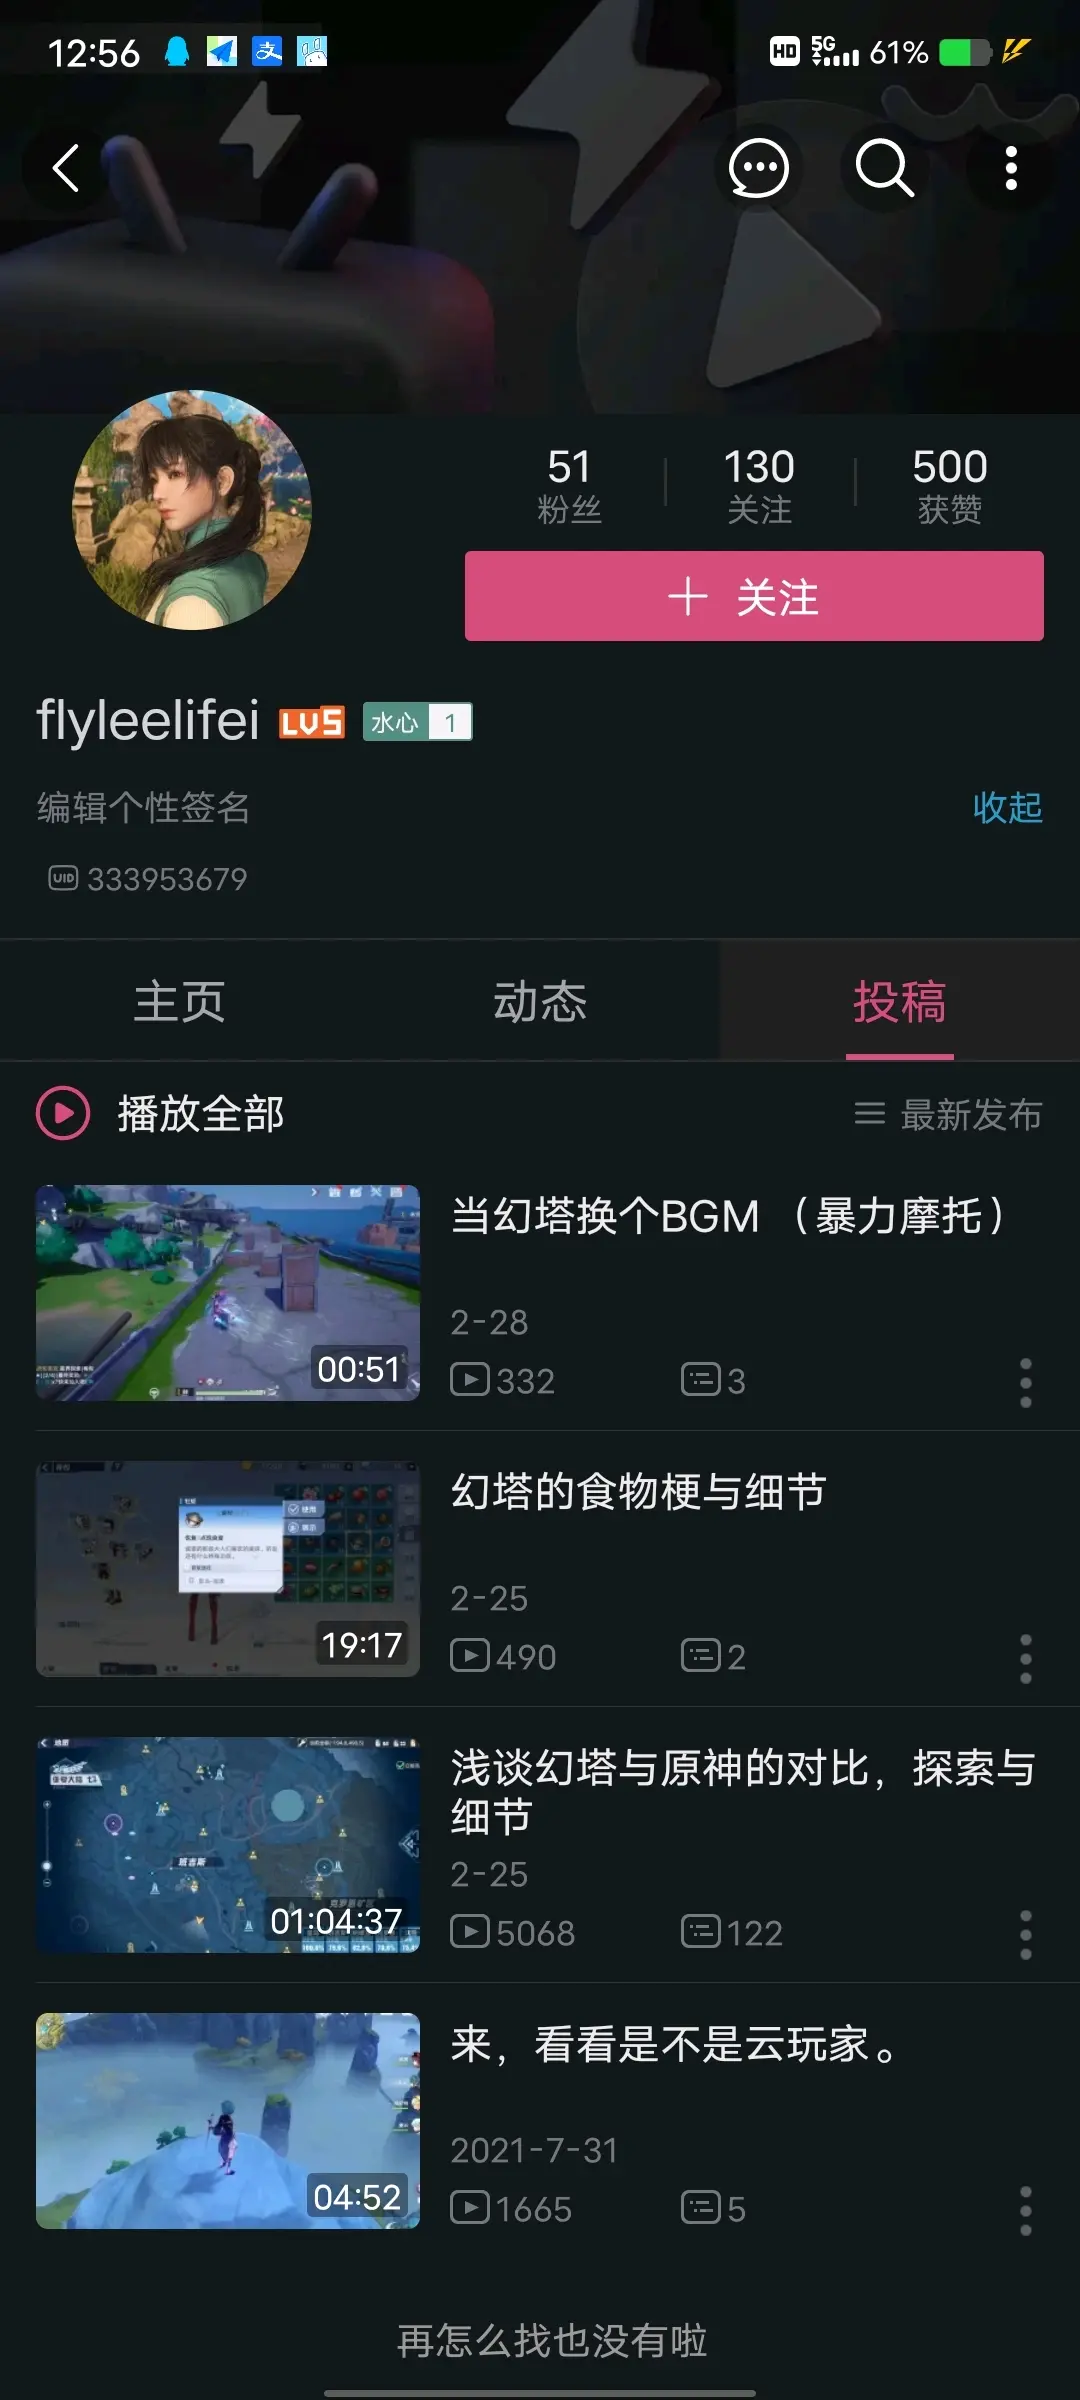 12:56 支 HD 5G 61%
51 130 500
粉丝 关注 获赞
+ 关注
flyleelifei LV5 水心 1
编辑个性签名 收起
UID 333953679
主页 动态 投稿
播放全部 最新发布
当幻塔换个BGM （暴力摩托）
2-28
00:51
332 3
幻塔的食物梗与细节
2-25
19:17
490 2
浅谈幻塔与原神的对比，探索与
细节
2-25
班吉斯
01:04:37
5068 122
来，看看是不是云玩家。
2021-7-31
04:52
1665 5
再怎么找也没有啦